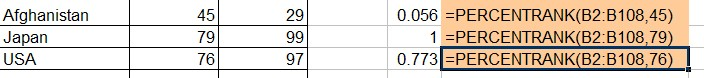 Afghanistan 45 29 0.056 =PERCENTRANK(B2:B108,45)
Japan 79 99 1 =PERCENTRANK(B2:B108,79)
USA 76 97 0.773 =PERCENTRANK(B2:B108,76)